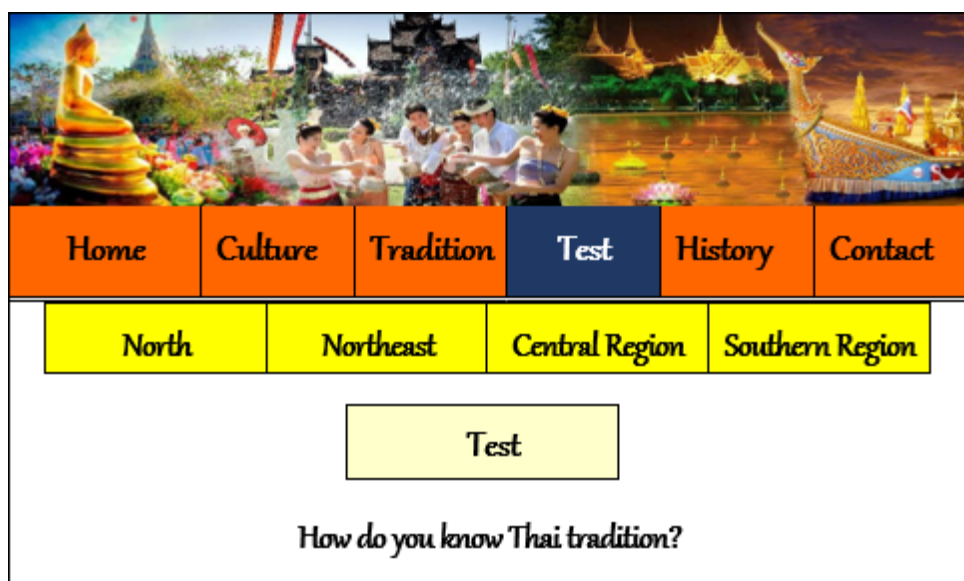 Home Culture Tradition Test History Contact
North Northeast Central Region Southern Region
Test
How do you know Thai tradition?